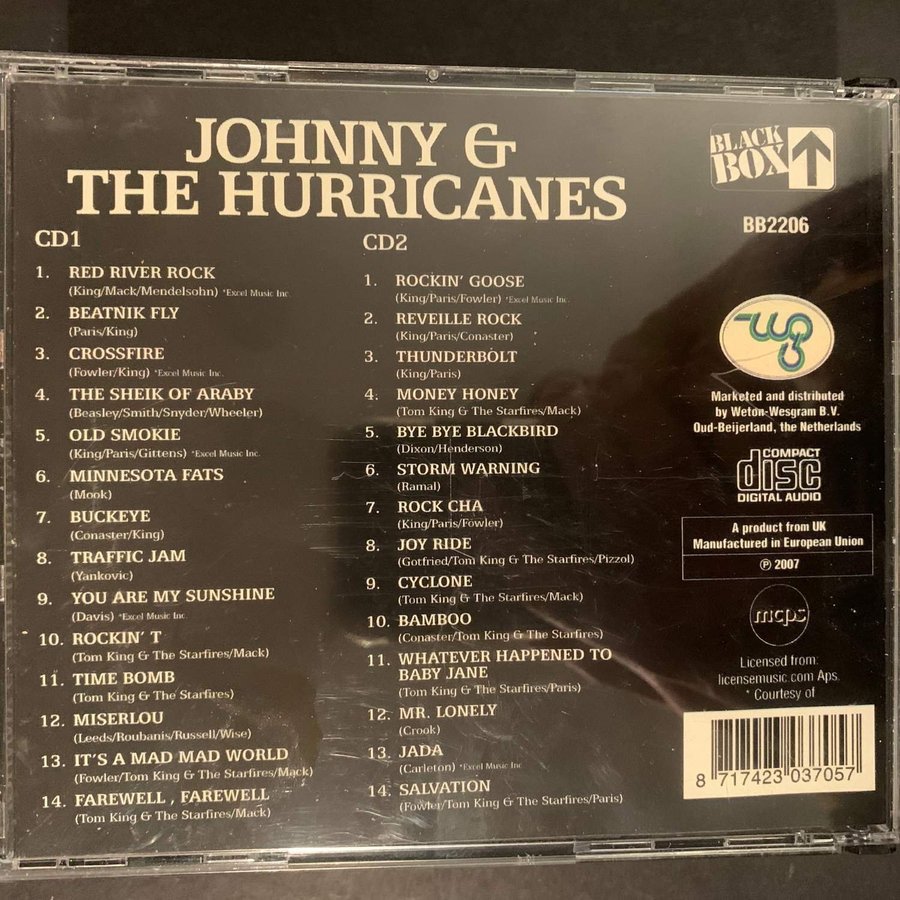 JOHNNY &
THE HURRICANES
CD1
1. RED RIVER ROCK
(King/Mack/Mendelsohn) *Excel Music Inc.
2. BEATNIK FLY
(Paris/King)
3. CROSSFIRE
(Fowler/King) *Excel Music Inc.
4. THE SHEIK OF ARABY
(Beasley/Smith/Snyder/Wheeler)
5. OLD SMOKIE
(King/Paris/Gittens) *Excel Music Inc.
6. MINNESOTA FATS
(Mook)
7. BUCKEYE
(Conaster/King)
8. TRAFFIC JAM
(Yankovic)
9. YOU ARE MY SUNSHINE
(Davis) *Excel Music Inc.
10. ROCKIN' T
(Tom King & The Starfires/Mack)
11. TIME BOMB
(Tom King & The Starfires)
12. MISERLOU
(Leeds/Roubanis/Russell/Wise)
13. IT'S A MAD MAD WORLD
(Fowler/Tom King & The Starfires/Mack)
14. FAREWELL , FAREWELL
(Tom King & The Starfires/Mack)
CD2
1. ROCKIN' GOOSE
(King/Paris/Fowler) *Excel Music Inc.
2. REVEILLE ROCK
(King/Paris/Conaster)
3. THUNDERBOLT
(King/Paris)
4. MONEY HONEY
(Tom King & The Starfires/Mack)
5. BYE BYE BLACKBIRD
(Dixon/Henderson)
6. STORM WARNING
(Ramal)
7. ROCK CHA
(King/Paris/Fowler)
8. JOY RIDE
(Gotfried/Tom King & The Starfires/Pizzol)
9. CYCLONE
(Tom King & The Starfires/Mack)
10. BAMBOO
(Conaster/Tom King & The Starfires)
11. WHATEVER HAPPENED TO
BABY JANE
(Tom King & The Starfires/Paris)
12. MR. LONELY
(Crook)
13. JADA
(Carleton) *Excel Music Inc
14. SALVATION
(Fowler/Tom King & The Starfires/Paris)
BLACK
BOX
BB2206
wg
Marketed and distributed
by Weton-Wesgram B.V.
Oud-Beijerland, the Netherlands
COMPACT
disc
DIGITAL AUDIO
A product from UK
Manufactured in European Union
℗ 2007
mcps
Licensed from:
licensemusic.com Aps.
* Courtesy of
8 717423 037057